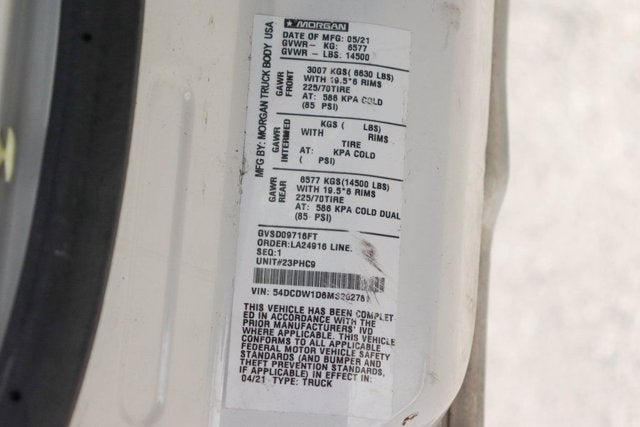 MORGAN
DATE OF MFG: 05/21
GVWR- KG: 6577
GVWR - LBS: 14500
MFG BY: MORGAN TRUCK BODY USA
GAWR FRONT
3007 KGS( 6630 LBS)
WITH 19.5*6 RIMS
225/70TIRE
AT: 586 KPA COLD
(85 PSI)
GAWR INTERMED
KGS ( LBS)
WITH RIMS
TIRE
AT: KPA COLD
( PSI)
GAWR REAR
6577 KGS(14500 LBS)
WITH 19.5*6 RIMS
225/70TIRE
AT: 586 KPA COLD DUAL
(85 PSI)
GVSD09716FT
ORDER:LA24916 LINE:
SEQ:1
UNIT#23PHC9
VIN: 54DCDW1D6MS20276
THIS VEHICLE HAS BEEN COMPLET
ED IN ACCORDANCE WITH THE
PRIOR MANUFACTURERS' IVD
WHERE APPLICABLE. THIS VEHICLE
CONFORMS TO ALL APPLICABLE
FEDERAL MOTOR VEHICLE SAFETY
STANDARDS (AND BUMPER AND
THEFT PREVENTION STANDARDS,
IF APPLICABLE) IN EFFECT IN:
04/21 TYPE: TRUCK